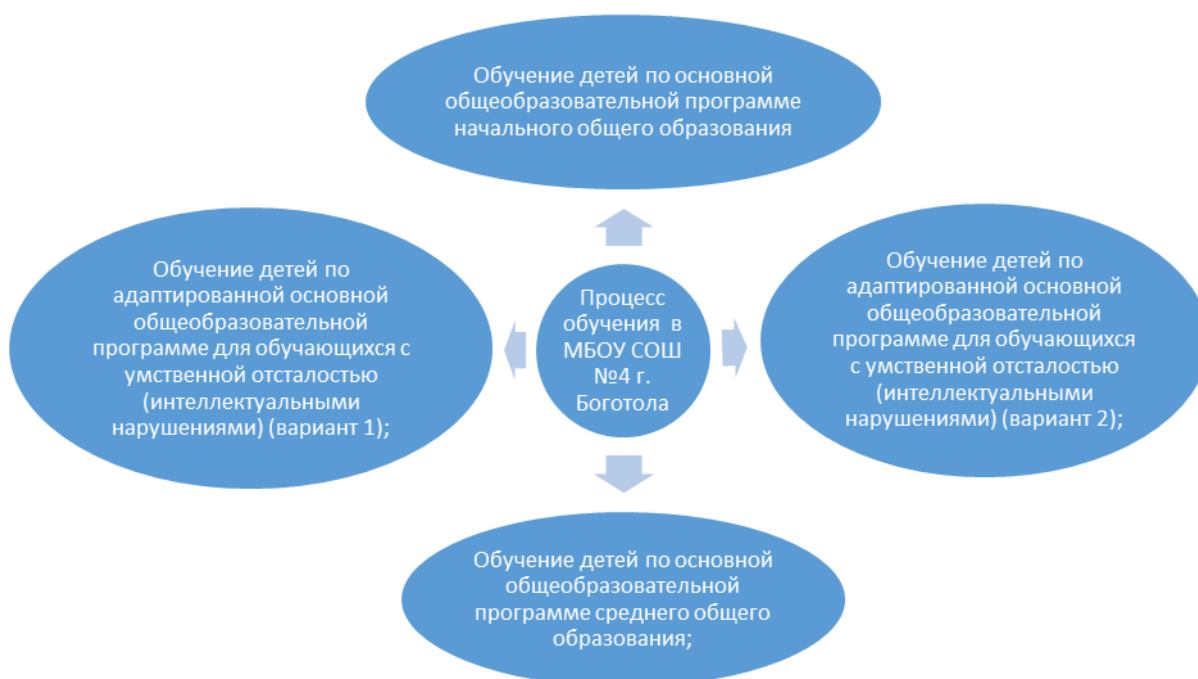 Обучение детей по основной
общеобразовательной программе
начального общего образования
Обучение детей по
адаптированной основной
общеобразовательной
программе для обучающихся с
умственной отсталостью
(интеллектуальными
нарушениями) (вариант 1);
Процесс
обучения в
МБОУ СОШ
№4 г.
Боготола
Обучение детей по
адаптированной основной
общеобразовательной
программе для обучающихся
с умственной отсталостью
(интеллектуальными
нарушениями) (вариант 2);
Обучение детей по основной
общеобразовательной
программе среднего общего
образования;